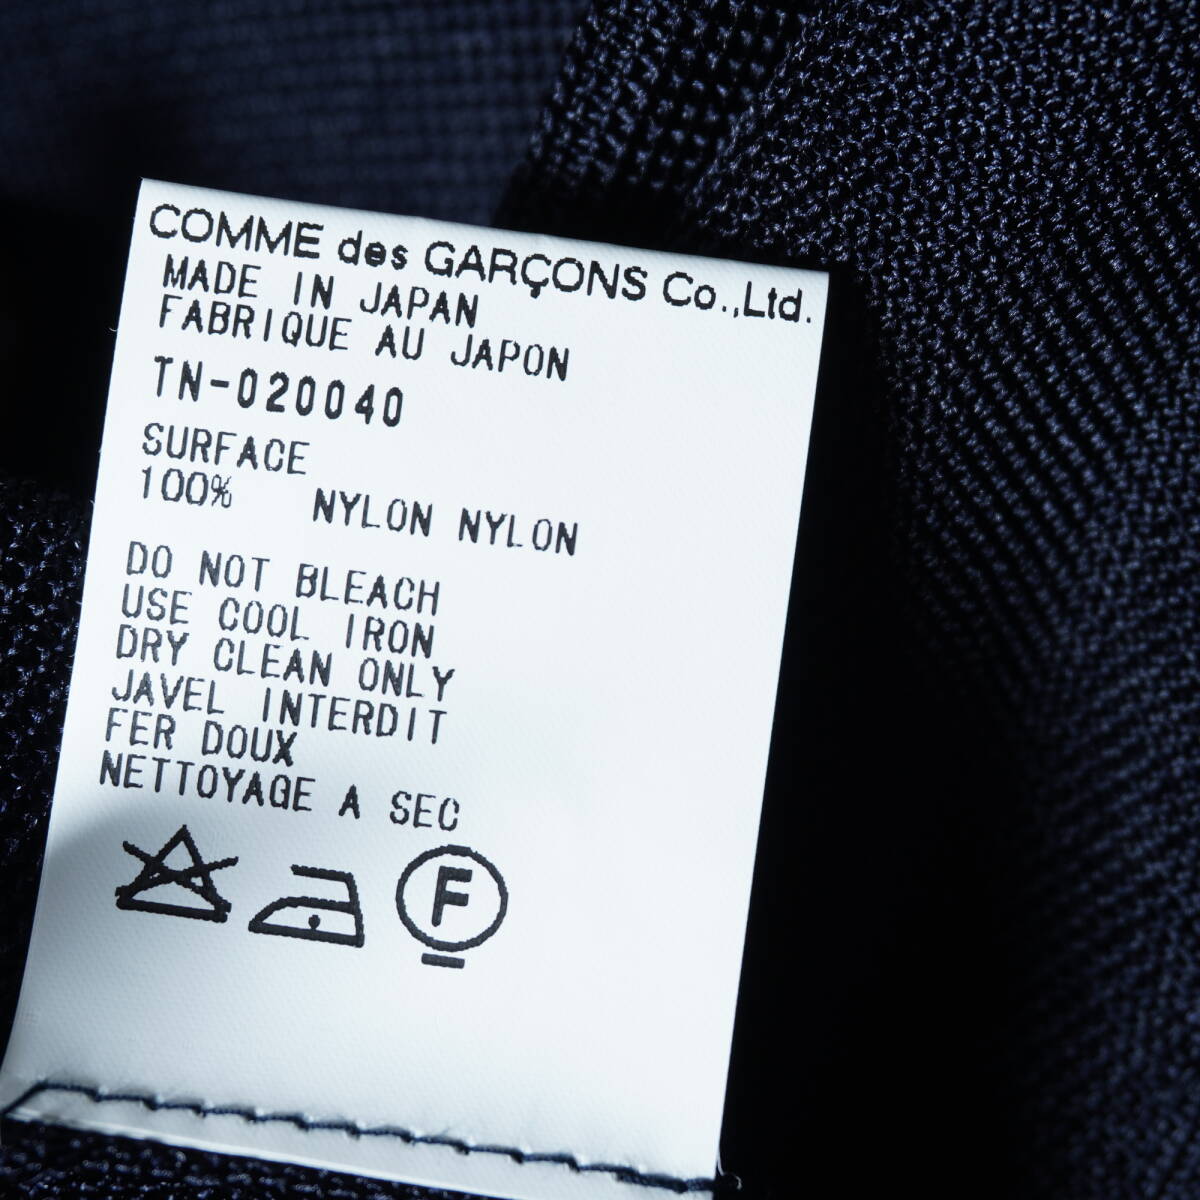 COMME des GARÇONS Co.,Ltd.
MADE IN JAPAN
FABRIQUE AU JAPON
TN-020040
SURFACE
100% NYLON NYLON
DO NOT BLEACH
USE COOL IRON
DRY CLEAN ONLY
JAVEL INTERDIT
FER DOUX
NETTOYAGE A SEC
F